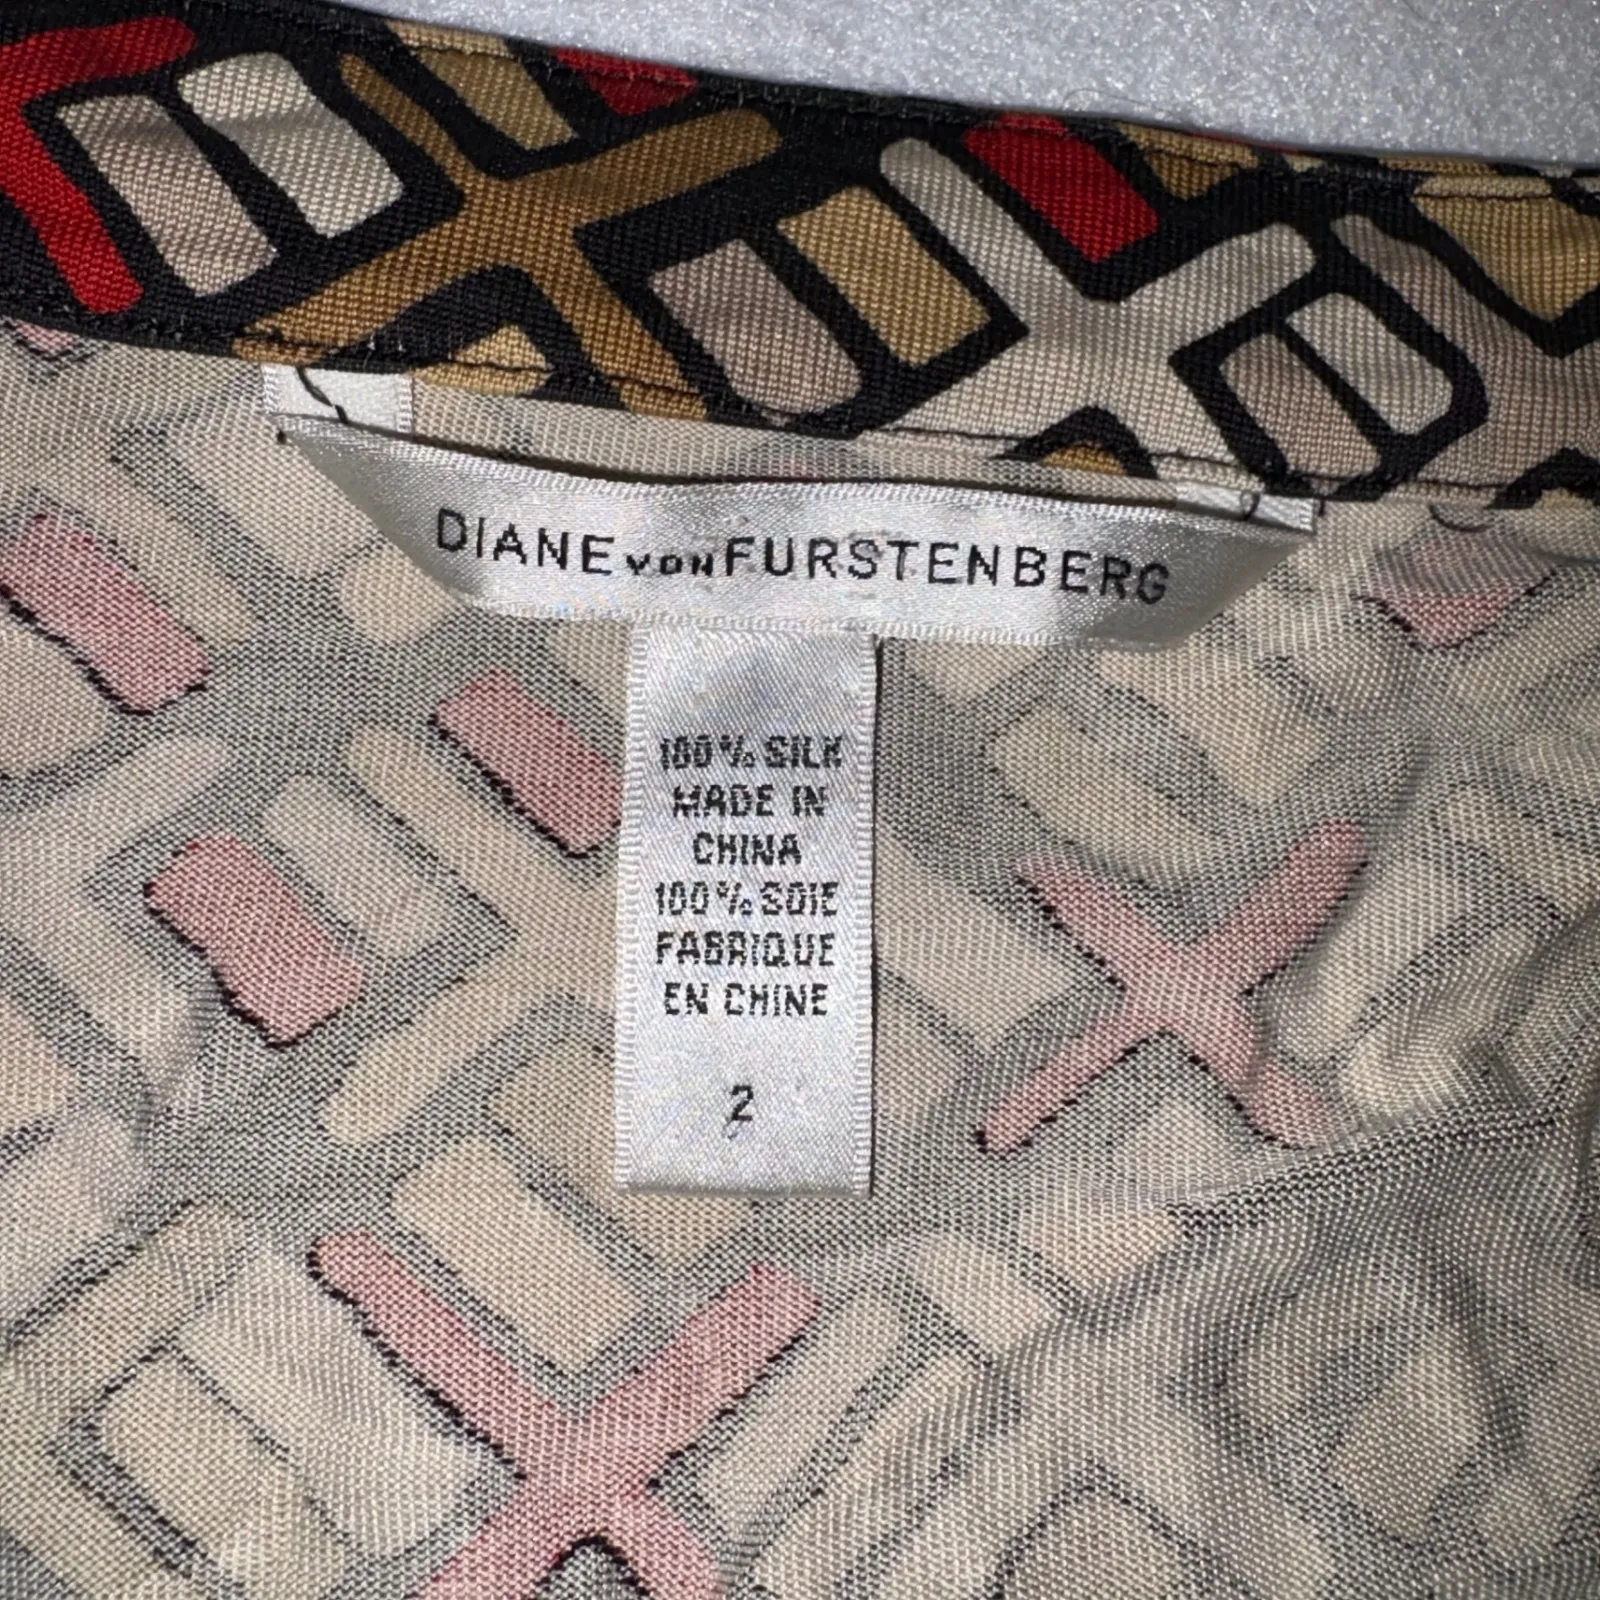 DIANE VON FURSTENBERG
100% SILK
MADE IN
CHINA
100% SOIE
FABRIQUE
EN CHINE
2